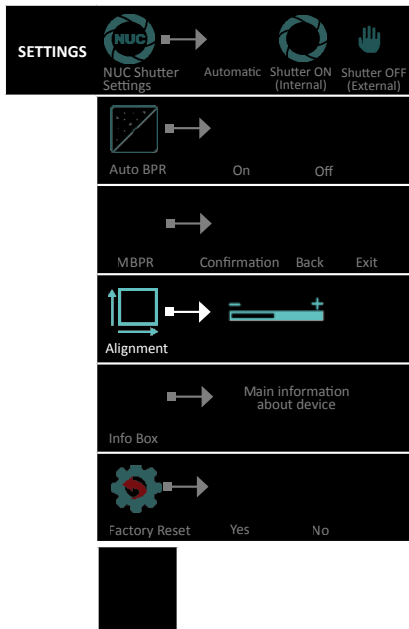 SETTINGS
NUC
NUC Shutter
Settings
Automatic
Shutter ON
(Internal)
Shutter OFF
(External)
Auto BPR
On
Off
MBPR
Confirmation
Back
Exit
Alignment
- +
Info Box
Main information
about device
Factory Reset
Yes
No